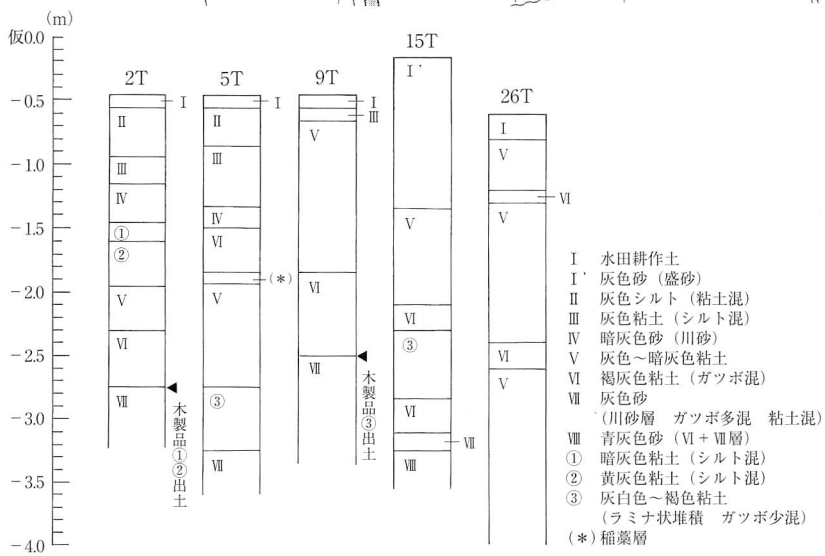 (m)
仮0.0
−0.5
−1.0
−1.5
−2.0
−2.5
−3.0
−3.5
−4.0
2T
Ⅰ
Ⅱ
Ⅲ
Ⅳ
①
②
Ⅴ
Ⅵ
Ⅶ
木製品①②出土
5T
Ⅰ
Ⅱ
Ⅲ
Ⅳ
Ⅵ
(*)
Ⅴ
③
Ⅶ
9T
Ⅰ
Ⅲ
Ⅴ
Ⅵ
Ⅶ
木製品③出土
15T
Ⅰ'
Ⅴ
Ⅵ
③
Ⅵ
Ⅶ
Ⅷ
26T
Ⅰ
Ⅴ
Ⅵ
Ⅴ
Ⅵ
Ⅴ
Ⅰ 水田耕作土
Ⅰ' 灰色砂（盛砂）
Ⅱ 灰色シルト（粘土混）
Ⅲ 灰色粘土（シルト混）
Ⅳ 暗灰色砂（川砂）
Ⅴ 灰色〜暗灰色粘土
Ⅵ 褐灰色粘土（ガツボ混）
Ⅶ 灰色砂
（川砂層 ガツボ多混 粘土混）
Ⅷ 青灰色砂（Ⅵ+Ⅶ層）
① 暗灰色粘土（シルト混）
② 黄灰色粘土（シルト混）
③ 灰白色〜褐色粘土
（ラミナ状堆積 ガツボ少混）
(*)稲藁層